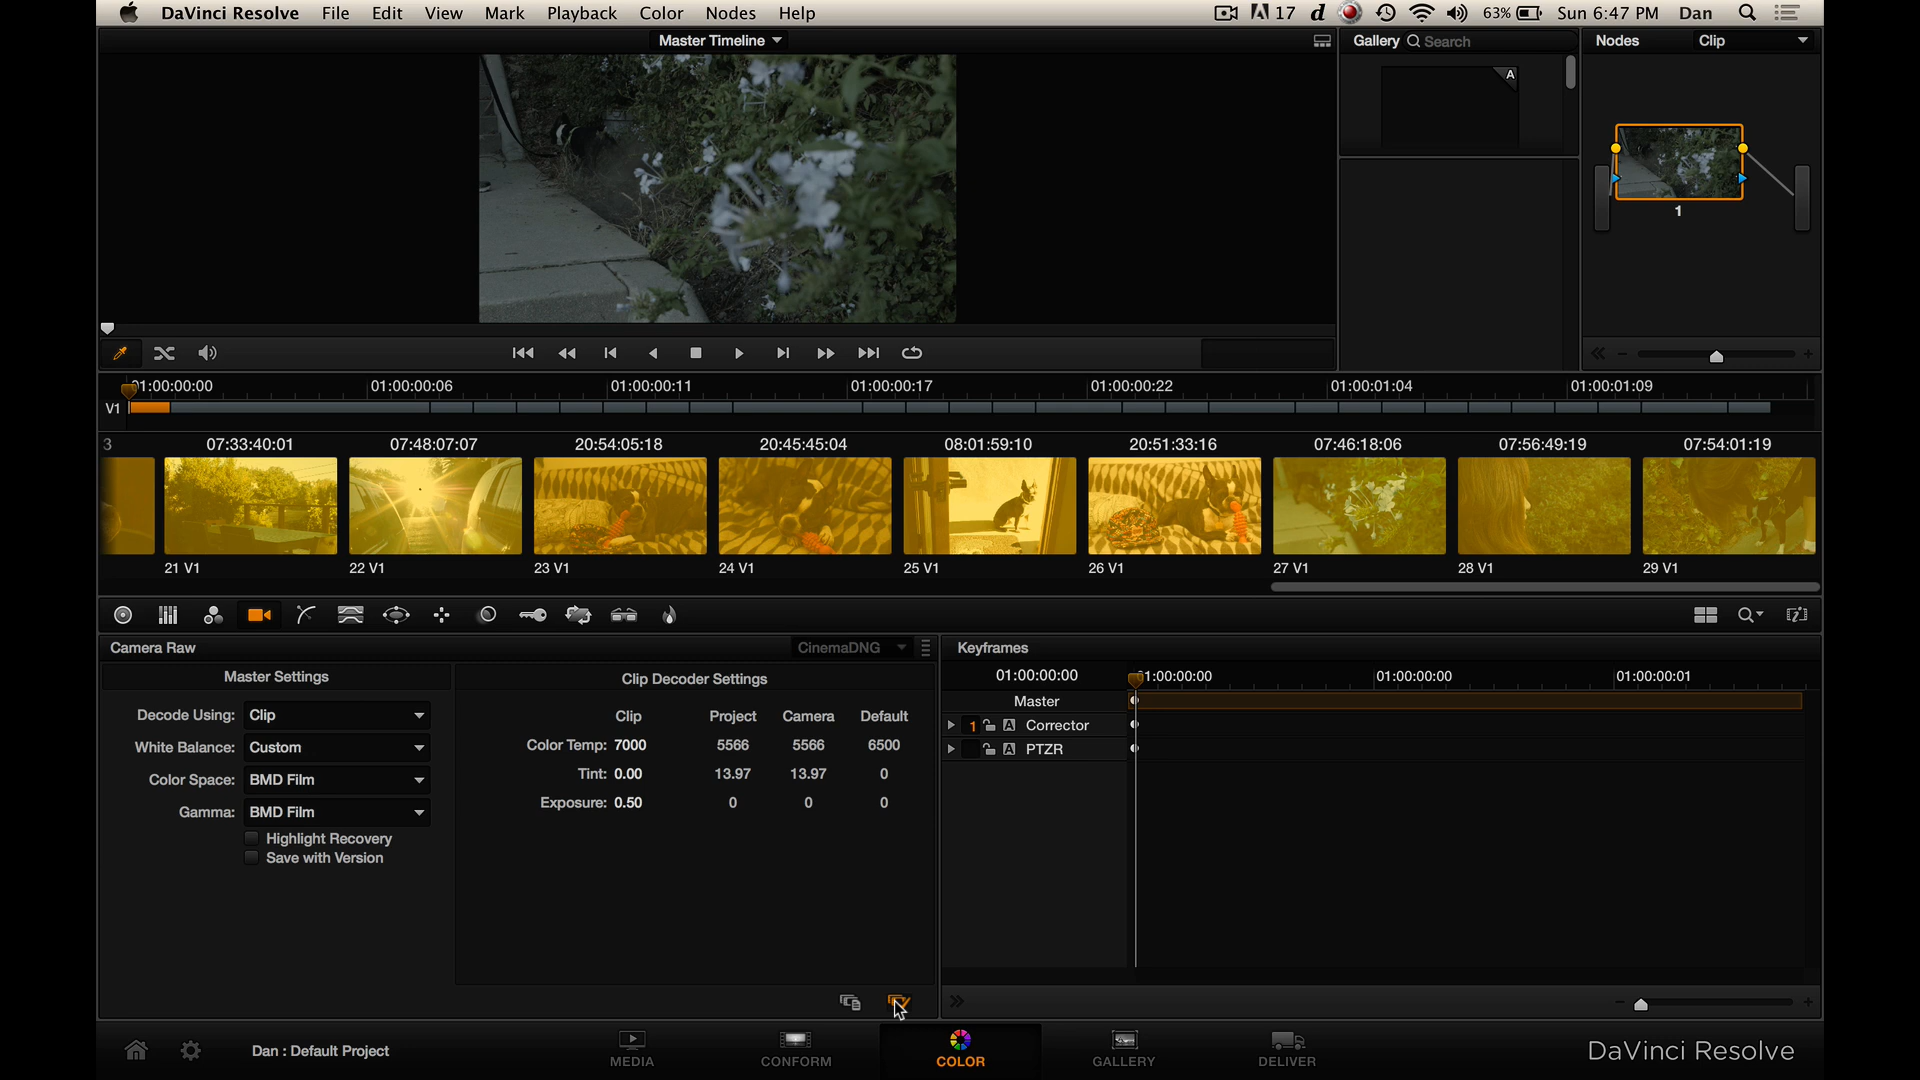 DaVinci Resolve File Edit View Mark Playback Color Nodes Help 17 d 63% Sun 6:47 PM Dan
Master Timeline
Gallery Search
Nodes Clip
A
1
01:00:00:00 01:00:00:06 01:00:00:11 01:00:00:17 01:00:00:22 01:00:01:04 01:00:01:09
V1
3 07:33:40:01 07:48:07:07 20:54:05:18 20:45:45:04 08:01:59:10 20:51:33:16 07:46:18:06 07:56:49:19 07:54:01:19
21 V1 22 V1 23 V1 24 V1 25 V1 26 V1 27 V1 28 V1 29 V1
Camera Raw CinemaDNG
Master Settings
Decode Using: Clip
White Balance: Custom
Color Space: BMD Film
Gamma: BMD Film
Highlight Recovery
Save with Version
Clip Decoder Settings
Clip Project Camera Default
Color Temp: 7000 5566 5566 6500
Tint: 0.00 13.97 13.97 0
Exposure: 0.50 0 0 0
Keyframes
01:00:00:00 01:00:00:00 01:00:00:00 01:00:00:01
Master
1 A Corrector
A PTZR
Dan : Default Project
MEDIA CONFORM COLOR GALLERY DELIVER
DaVinci Resolve